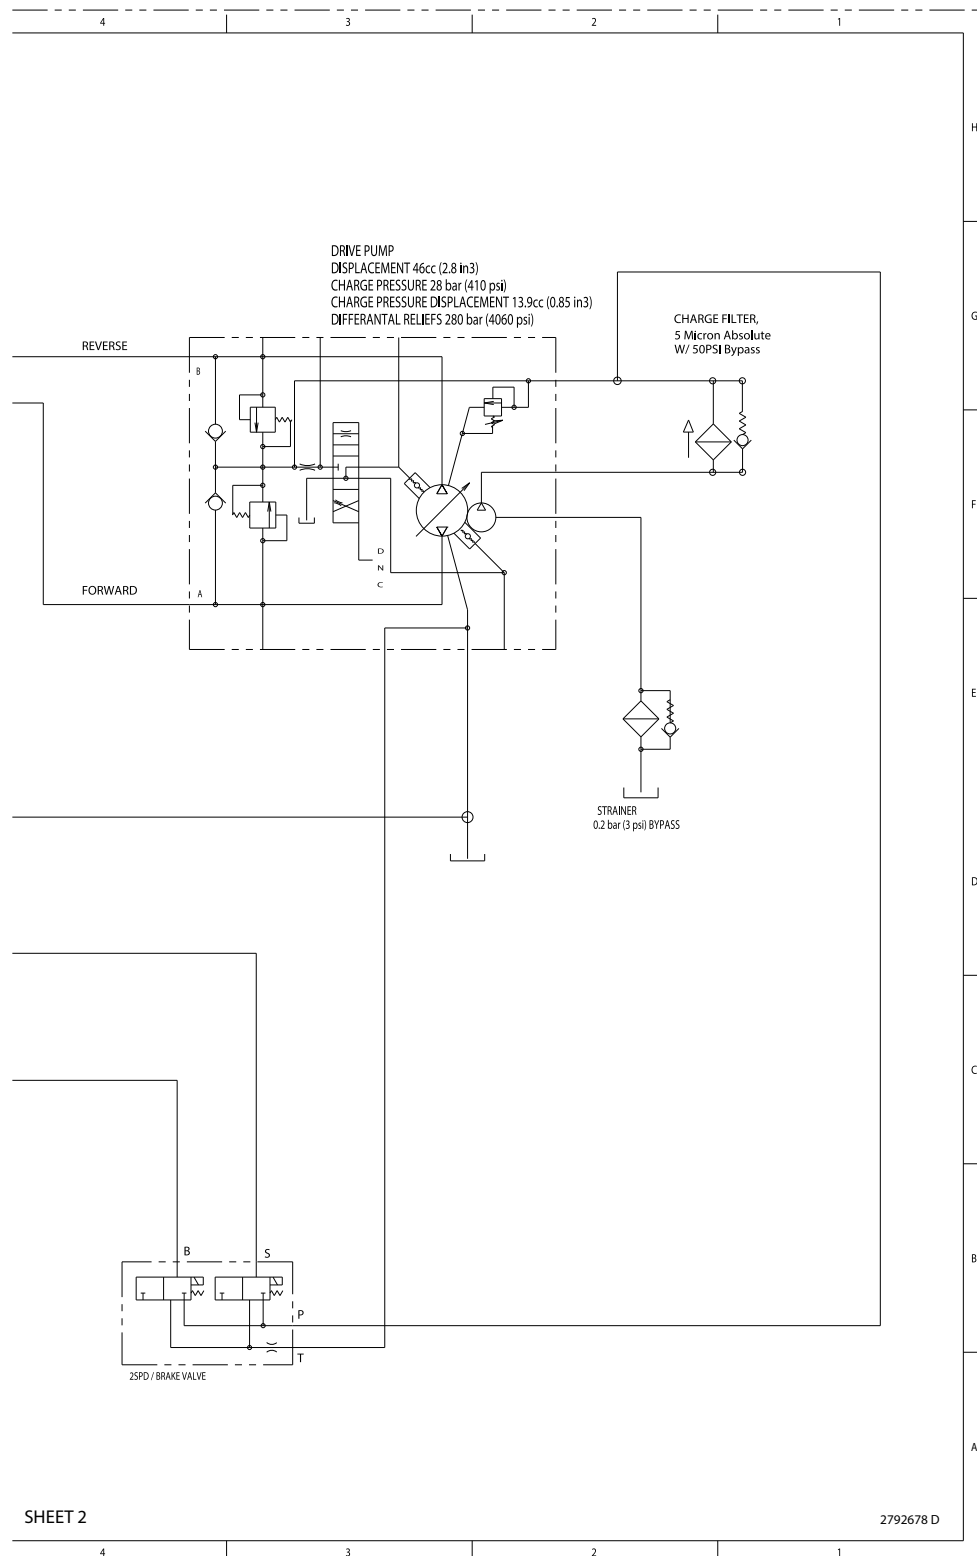 4 3 2 1
H
DRIVE PUMP
DISPLACEMENT 46cc (2.8 in3)
CHARGE PRESSURE 28 bar (410 psi)
CHARGE PRESSURE DISPLACEMENT 13.9cc (0.85 in3)
DIFFERANTAL RELIEFS 280 bar (4060 psi)
CHARGE FILTER,
5 Micron Absolute
W/ 50PSI Bypass
G
REVERSE
B
F
D
N
C
FORWARD
A
E
STRAINER
0.2 bar (3 psi) BYPASS
D
C
B
S
B
P
T
2SPD / BRAKE VALVE
A
SHEET 2
2792678 D
4 3 2 1